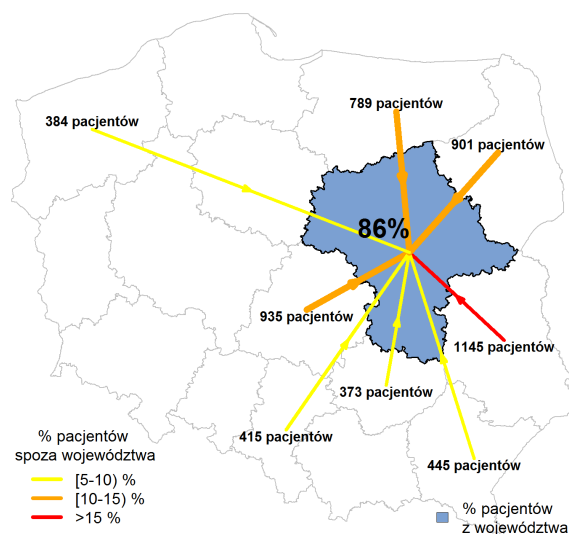 789 pacjentów
384 pacjentów
901 pacjentów
86%
935 pacjentów
1145 pacjentów
373 pacjentów
415 pacjentów
445 pacjentów
% pacjentów
spoza województwa
[5-10) %
[10-15) %
>15 %
% pacjentów
z województwa